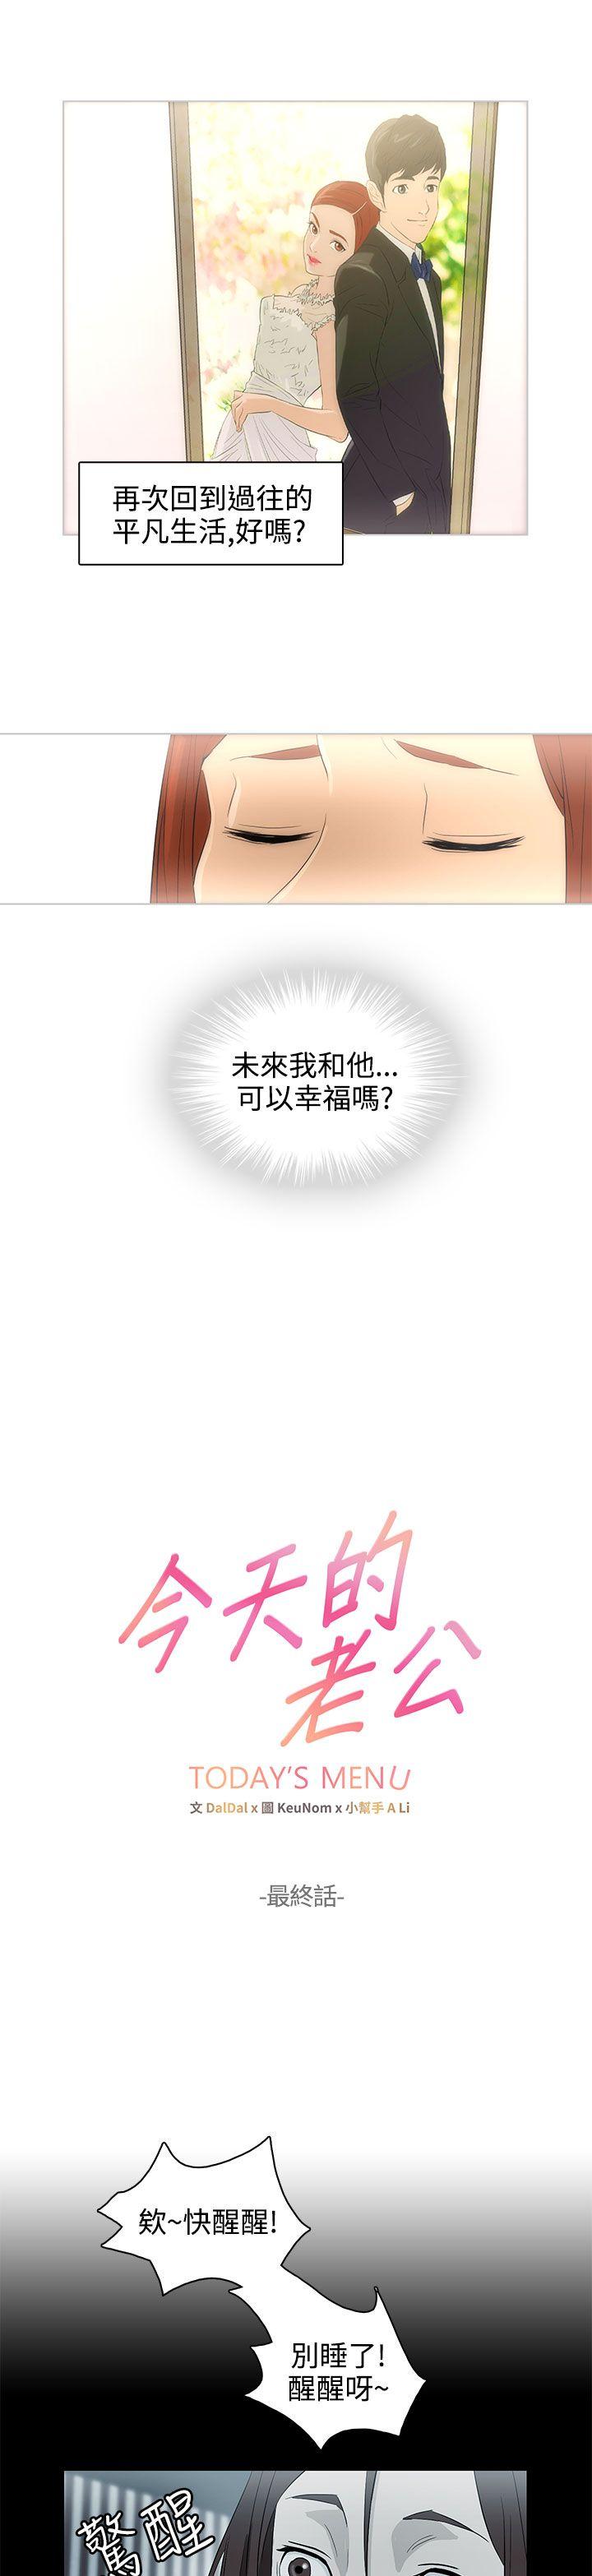 再次回到過往的
平凡生活,好嗎?
未來我和他...
可以幸福嗎?
今天的
老公
TODAY'S MENU
文 DalDal x 圖 KeuNom x 小幫手 A Li
-最終話-
欸~快醒醒!
別睡了!
醒醒呀~
驚醒